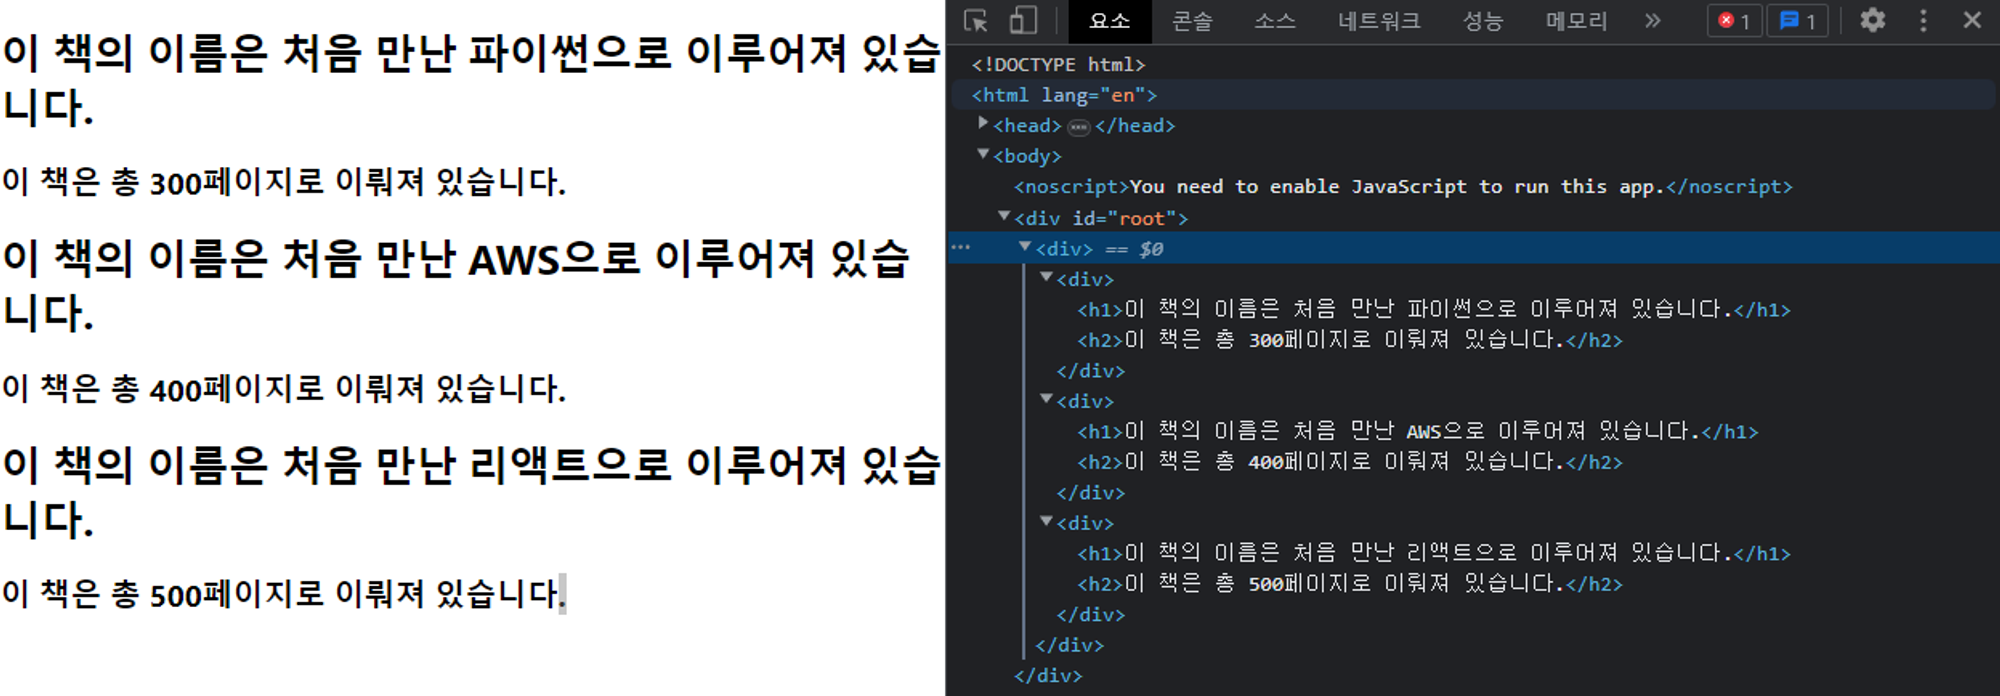 이 책의 이름은 처음 만난 파이썬으로 이루어져 있습
니다.
이 책은 총 300페이지로 이뤄져 있습니다.
이 책의 이름은 처음 만난 AWS으로 이루어져 있습
니다.
이 책은 총 400페이지로 이뤄져 있습니다.
이 책의 이름은 처음 만난 리액트으로 이루어져 있습
니다.
이 책은 총 500페이지로 이뤄져 있습니다.
요소 콘솔 소스 네트워크 성능 메모리 » 1 1
<!DOCTYPE html>
<html lang="en">
<head> ••• </head>
<body>
<noscript>You need to enable JavaScript to run this app.</noscript>
<div id="root">
<div> == $0
<div>
<h1>이 책의 이름은 처음 만난 파이썬으로 이루어져 있습니다.</h1>
<h2>이 책은 총 300페이지로 이뤄져 있습니다.</h2>
</div>
<div>
<h1>이 책의 이름은 처음 만난 AWS으로 이루어져 있습니다.</h1>
<h2>이 책은 총 400페이지로 이뤄져 있습니다.</h2>
</div>
<div>
<h1>이 책의 이름은 처음 만난 리액트으로 이루어져 있습니다.</h1>
<h2>이 책은 총 500페이지로 이뤄져 있습니다.</h2>
</div>
</div>
</div>